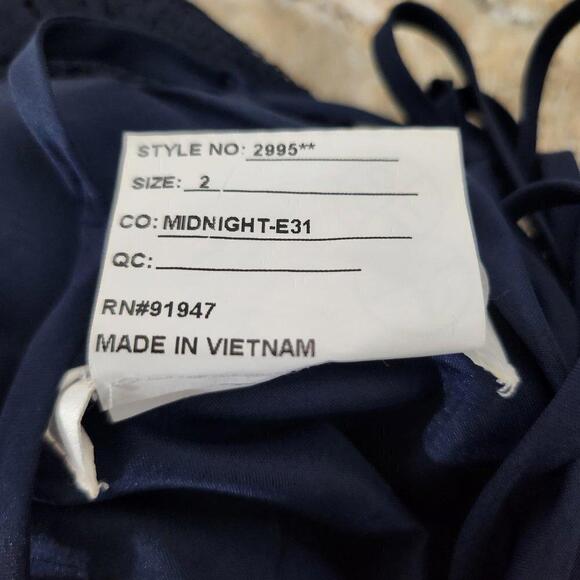 STYLE NO: 2995**
SIZE: 2
CO: MIDNIGHT-E31
QC:
RN#91947
MADE IN VIETNAM